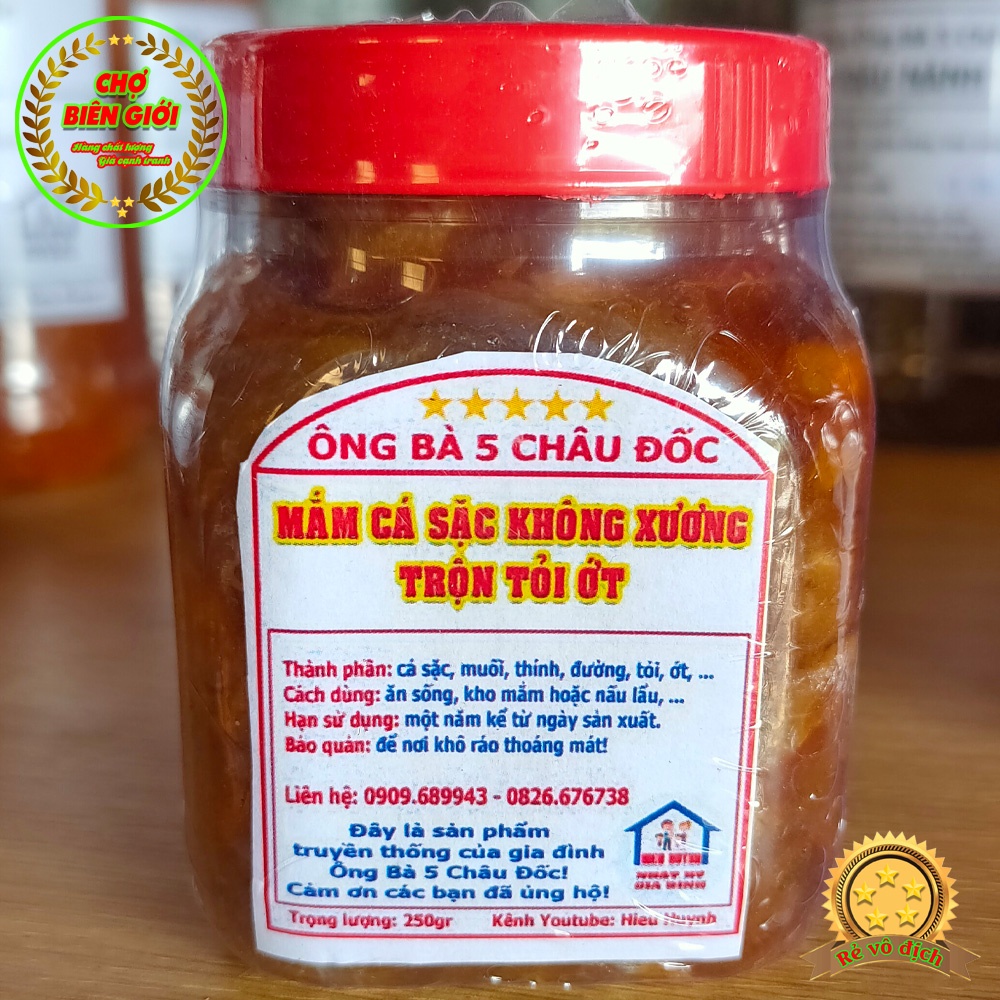 CHỢ
BIÊN GIỚI
Hàng chất lượng
Giá cạnh tranh
ÔNG BÀ 5 CHÂU ĐỐC
MẮM CÁ SẶC KHÔNG XƯƠNG
TRỘN TỎI ỚT
Thành phần: cá sặc, muối, thính, đường, tỏi, ớt, ...
Cách dùng: ăn sống, kho mắm hoặc nấu lẩu, ...
Hạn sử dụng: một năm kể từ ngày sản xuất.
Bảo quản: để nơi khô ráo thoáng mát!
Liên hệ: 0909.689943 - 0826.676738
Đây là sản phẩm
truyền thống của gia đình
Ông Bà 5 Châu Đốc!
Cảm ơn các bạn đã ủng hộ!
NHẬT KÝ
GIA ĐÌNH
Trọng lượng: 250gr Kênh Youtube: Hieu Huynh
Rẻ vô địch